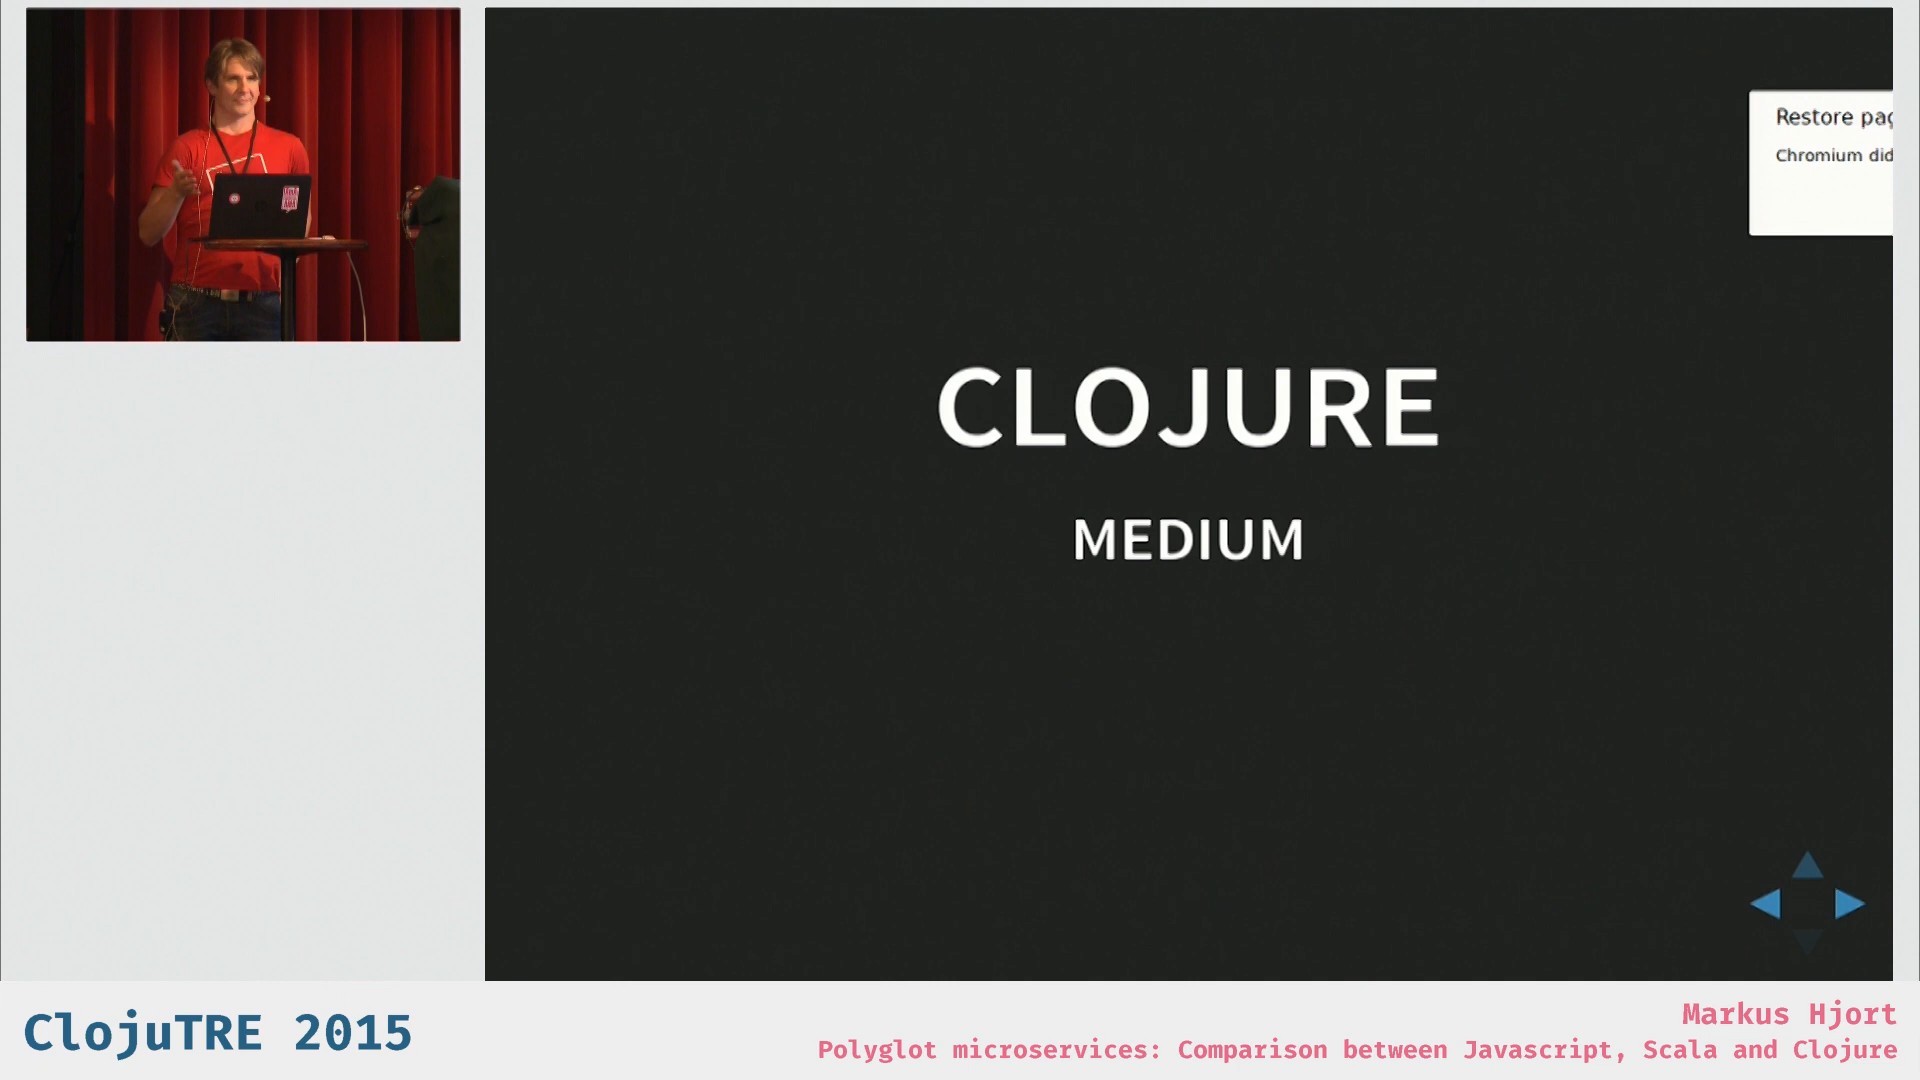 Restore pag
Chromium did
CLOJURE
MEDIUM
ClojuTRE 2015
Markus Hjort
Polyglot microservices: Comparison between Javascript, Scala and Clojure